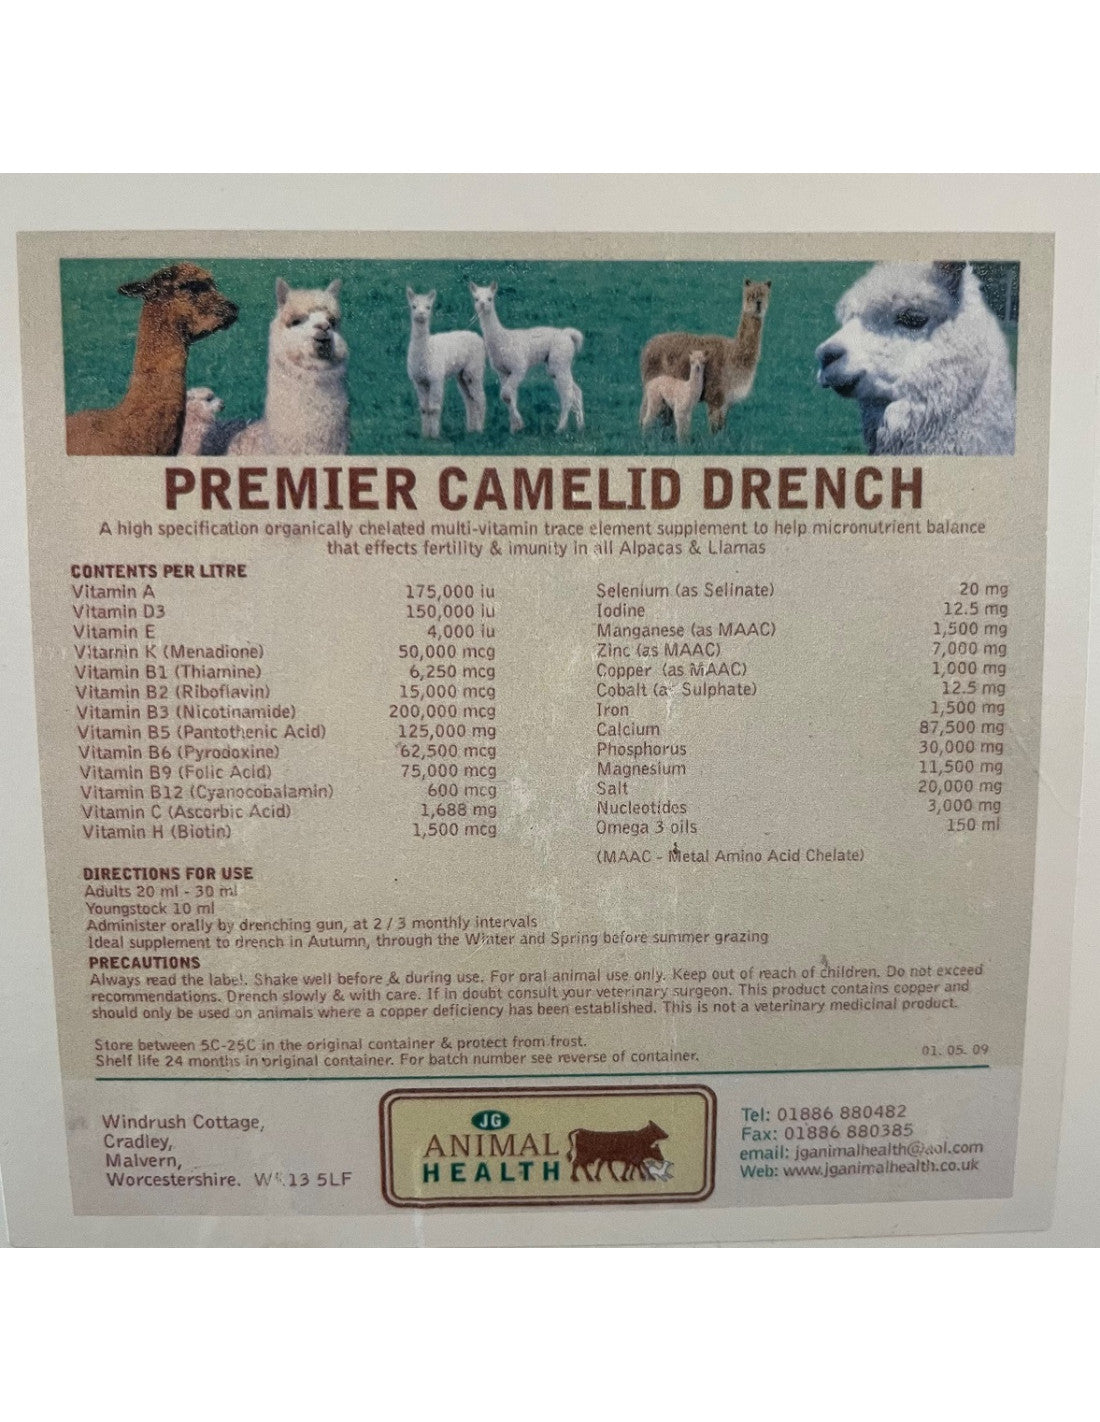 PREMIER CAMELID DRENCH
A high specification organically chelated multi-vitamin trace element supplement to help micronutrient balance
that effects fertility & imunity in all Alpacas & Llamas
CONTENTS PER LITRE
Vitamin A 175,000 iu
Vitamin D3 150,000 iu
Vitamin E 4,000 iu
Vitamin K (Menadione) 50,000 mcg
Vitamin B1 (Thiamine) 6,250 mcg
Vitamin B2 (Riboflavin) 15,000 mcg
Vitamin B3 (Nicotinamide) 200,000 mcg
Vitamin B5 (Pantothenic Acid) 125,000 mg
Vitamin B6 (Pyrodoxine) 62,500 mcg
Vitamin B9 (Folic Acid) 75,000 mcg
Vitamin B12 (Cyanocobalamin) 600 mcg
Vitamin C (Ascorbic Acid) 1,688 mg
Vitamin H (Biotin) 1,500 mcg
Selenium (as Selinate) 20 mg
Iodine 12.5 mg
Manganese (as MAAC) 1,500 mg
Zinc (as MAAC) 7,000 mg
Copper (as MAAC) 1,000 mg
Cobalt (as Sulphate) 12.5 mg
Iron 1,500 mg
Calcium 87,500 mg
Phosphorus 30,000 mg
Magnesium 11,500 mg
Salt 20,000 mg
Nucleotides 3,000 mg
Omega 3 oils 150 ml
(MAAC - Metal Amino Acid Chelate)
DIRECTIONS FOR USE
Adults 20 ml - 30 ml
Youngstock 10 ml
Administer orally by drenching gun, at 2 / 3 monthly intervals
Ideal supplement to drench in Autumn, through the Winter and Spring before summer grazing
PRECAUTIONS
Always read the label. Shake well before & during use. For oral animal use only. Keep out of reach of children. Do not exceed
recommendations. Drench slowly & with care. If in doubt consult your veterinary surgeon. This product contains copper and
should only be used on animals where a copper deficiency has been established. This is not a veterinary medicinal product.
Store between 5C-25C in the original container & protect from frost.
Shelf life 24 months in original container. For batch number see reverse of container.
01. 05. 09
Windrush Cottage,
Cradley,
Malvern,
Worcestershire. 13 5LF
JG
ANIMAL
HEALTH
Tel: 01886 880482
Fax: 01886 880385
email: jganimalhealth@aol.com
Web: www.jganimalhealth.co.uk